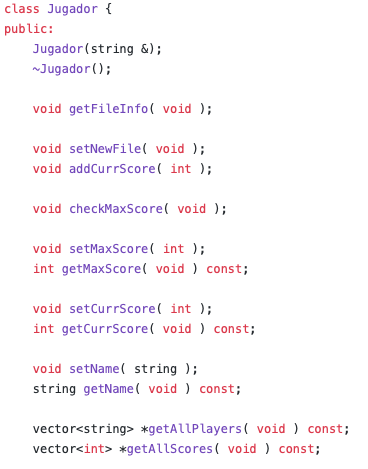 class Jugador {
public:
    Jugador(string &);
    ~Jugador();

    void getFileInfo( void );

    void setNewFile( void );
    void addCurrScore( int );

    void checkMaxScore( void );

    void setMaxScore( int );
    int getMaxScore( void ) const;

    void setCurrScore( int );
    int getCurrScore( void ) const;

    void setName( string );
    string getName( void ) const;

    vector<string> *getAllPlayers( void ) const;
    vector<int> *getAllScores( void ) const;